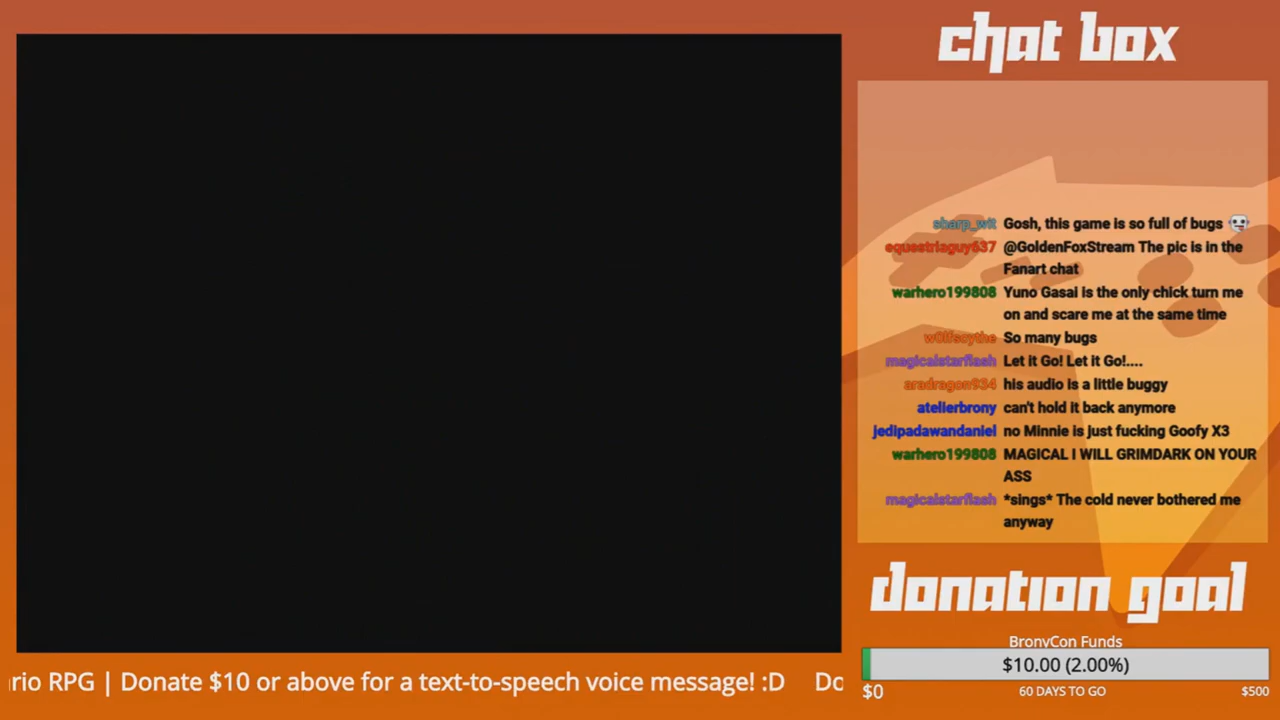 chat box
sharp_wit Gosh, this game is so full of bugs
equestriaguy637 @GoldenFoxStream The pic is in the
Fanart chat
warhero199808 Yuno Gasai is the only chick turn me
on and scare me at the same time
w0lfscythe So many bugs
magicalstarflash Let it Go! Let it Go!....
aradragon934 his audio is a little buggy
atelierbrony can't hold it back anymore
jedipadawandaniel no Minnie is just fucking Goofy X3
warhero199808 MAGICAL I WILL GRIMDARK ON YOUR
ASS
magicalstarflash *sings* The cold never bothered me
anyway
donation goal
BronyCon Funds
$10.00 (2.00%)
$0 60 DAYS TO GO $500
rio RPG | Donate $10 or above for a text-to-speech voice message! :D Do